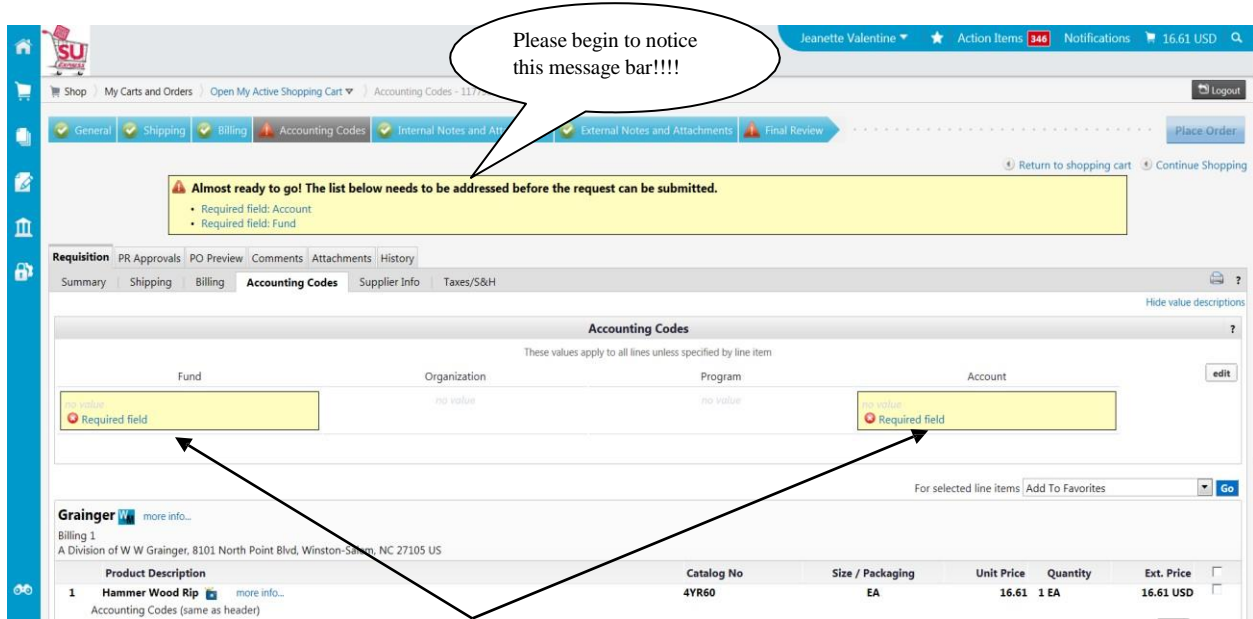 Please begin to notice
this message bar!!!!
SU
Express
Jeanette Valentine Action Items 346 Notifications 16.61 USD
Shop My Carts and Orders Open My Active Shopping Cart Accounting Codes - Logout
General Shipping Billing Accounting Codes Internal Notes and External Notes and Attachments Final Review Place Order
Return to shopping cart Continue Shopping
Almost ready to go! The list below needs to be addressed before the request can be submitted.
• Required field: Account
• Required field: Fund
Requisition PR Approvals PO Preview Comments Attachments History
Summary Shipping Billing Accounting Codes Supplier Info Taxes/S&H ?
Hide value descriptions
Accounting Codes ?
These values apply to all lines unless specified by line item
Fund Organization Program Account edit
no value no value no value no value
Required field Required field
For selected line items Add To Favorites Go
Grainger more info...
Billing 1
A Division of W W Grainger, 8101 North Point Blvd, Winston-Salem, NC 27105 US
Product Description Catalog No Size / Packaging Unit Price Quantity Ext. Price
1 Hammer Wood Rip more info... 4YR60 EA 16.61 1 EA 16.61 USD
Accounting Codes (same as header)